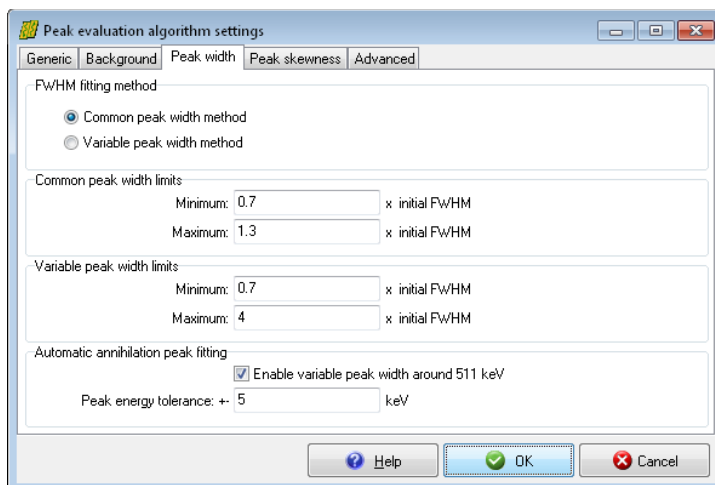 Peak evaluation algorithm settings
Generic Background Peak width Peak skewness Advanced
FWHM fitting method
Common peak width method
Variable peak width method
Common peak width limits
Minimum: 0.7 x initial FWHM
Maximum: 1.3 x initial FWHM
Variable peak width limits
Minimum: 0.7 x initial FWHM
Maximum: 4 x initial FWHM
Automatic annihilation peak fitting
Enable variable peak width around 511 keV
Peak energy tolerance: +- 5 keV
Help OK Cancel